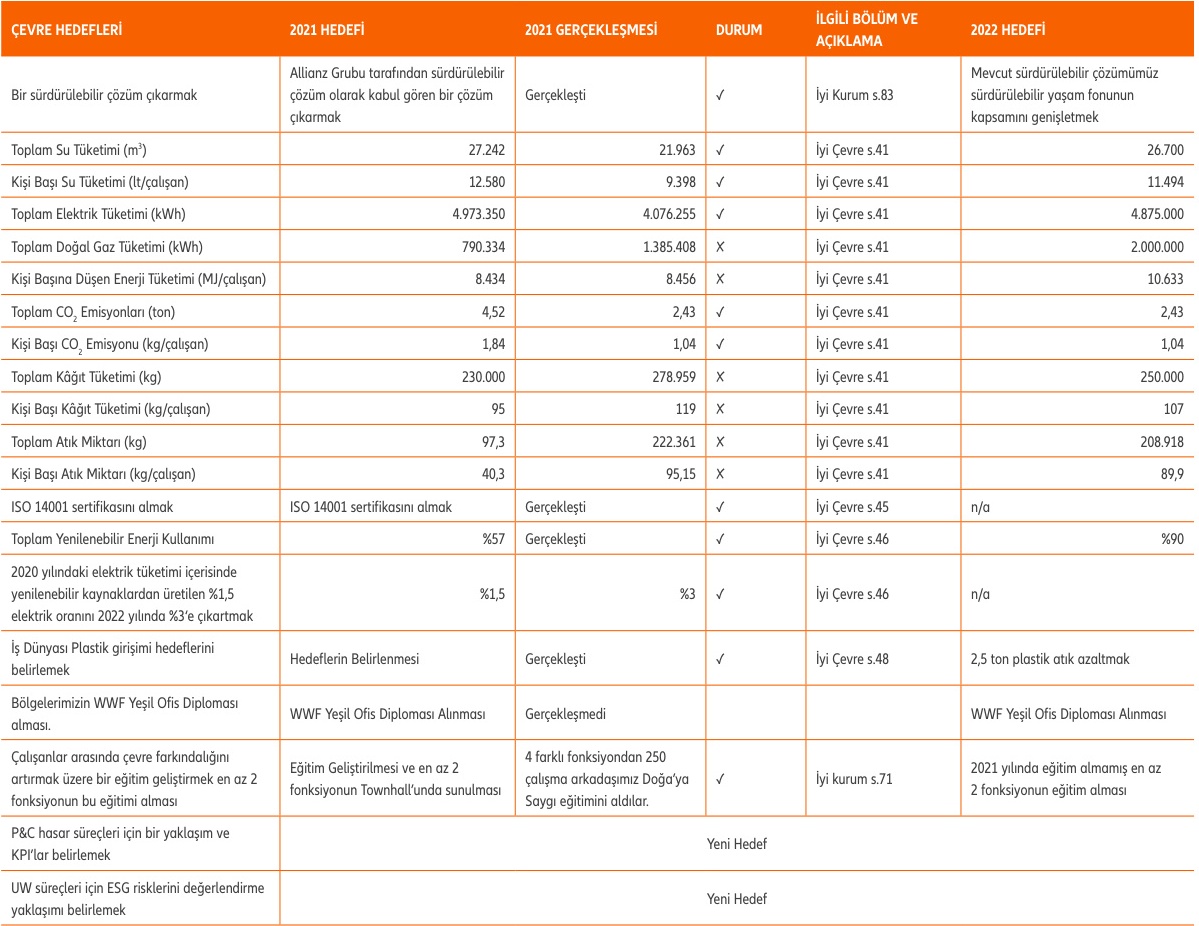 ÇEVRE HEDEFLERİ 2021 HEDEFİ 2021 GERÇEKLEŞMESİ DURUM İLGİLİ BÖLÜM VE AÇIKLAMA 2022 HEDEFİ
Bir sürdürülebilir çözüm çıkarmak Allianz Grubu tarafından sürdürülebilir çözüm olarak kabul gören bir çözüm çıkarmak Gerçekleşti ✓ İyi Kurum s.83 Mevcut sürdürülebilir çözümümüz sürdürülebilir yaşam fonunun kapsamını genişletmek
Toplam Su Tüketimi (m³) 27.242 21.963 ✓ İyi Çevre s.41 26.700
Kişi Başı Su Tüketimi (lt/çalışan) 12.580 9.398 ✓ İyi Çevre s.41 11.494
Toplam Elektrik Tüketimi (kWh) 4.973.350 4.076.255 ✓ İyi Çevre s.41 4.875.000
Toplam Doğal Gaz Tüketimi (kWh) 790.334 1.385.408 X İyi Çevre s.41 2.000.000
Kişi Başına Düşen Enerji Tüketimi (MJ/çalışan) 8.434 8.456 X İyi Çevre s.41 10.633
Toplam CO₂ Emisyonları (ton) 4,52 2,43 ✓ İyi Çevre s.41 2,43
Kişi Başı CO₂ Emisyonu (kg/çalışan) 1,84 1,04 ✓ İyi Çevre s.41 1,04
Toplam Kâğıt Tüketimi (kg) 230.000 278.959 X İyi Çevre s.41 250.000
Kişi Başı Kâğıt Tüketimi (kg/çalışan) 95 119 X İyi Çevre s.41 107
Toplam Atık Miktarı (kg) 97,3 222.361 X İyi Çevre s.41 208.918
Kişi Başı Atık Miktarı (kg/çalışan) 40,3 95,15 X İyi Çevre s.41 89,9
ISO 14001 sertifikasını almak ISO 14001 sertifikasını almak Gerçekleşti ✓ İyi Çevre s.45 n/a
Toplam Yenilenebilir Enerji Kullanımı %57 Gerçekleşti ✓ İyi Çevre s.46 %90
2020 yılındaki elektrik tüketimi içerisinde yenilenebilir kaynaklardan üretilen %1,5 elektrik oranını 2022 yılında %3'e çıkartmak %1,5 %3 ✓ İyi Çevre s.46 n/a
İş Dünyası Plastik girişimi hedeflerini belirlemek Hedeflerin Belirlenmesi Gerçekleşti ✓ İyi Çevre s.48 2,5 ton plastik atık azaltmak
Bölgelerimizin WWF Yeşil Ofis Diploması alması. WWF Yeşil Ofis Diploması Alınması Gerçekleşmedi WWF Yeşil Ofis Diploması Alınması
Çalışanlar arasında çevre farkındalığını artırmak üzere bir eğitim geliştirmek en az 2 fonksiyonun bu eğitimi alması Eğitim Geliştirilmesi ve en az 2 fonksiyonun Townhall'unda sunulması 4 farklı fonksiyondan 250 çalışma arkadaşımız Doğa'ya Saygı eğitimini aldılar. ✓ İyi kurum s.71 2021 yılında eğitim almamış en az 2 fonksiyonun eğitim alması
P&C hasar süreçleri için bir yaklaşım ve KPI'lar belirlemek Yeni Hedef
UW süreçleri için ESG risklerini değerlendirme yaklaşımı belirlemek Yeni Hedef